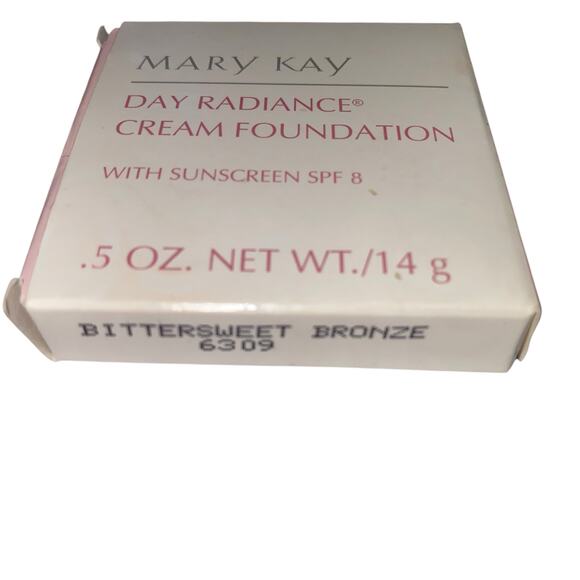 MARY KAY
DAY RADIANCE®
CREAM FOUNDATION
WITH SUNSCREEN SPF 8
.5 OZ. NET WT./14 g
BITTERSWEET BRONZE
6309